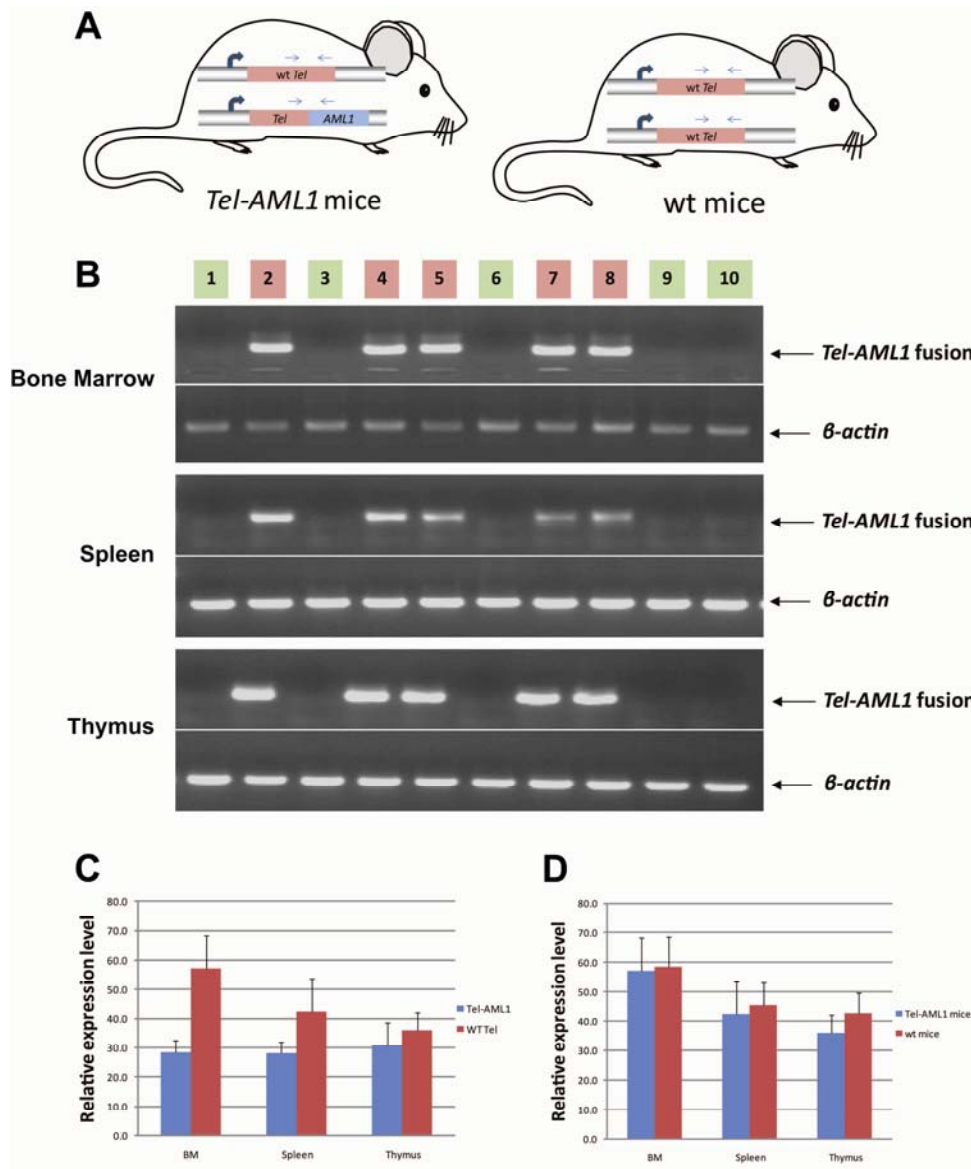 A
wt Tel
Tel AML1
Tel-AML1 mice
wt Tel
wt Tel
wt mice
B
1 2 3 4 5 6 7 8 9 10
Bone Marrow
Tel-AML1 fusion
β-actin
Spleen
Tel-AML1 fusion
β-actin
Thymus
Tel-AML1 fusion
β-actin
C
Relative expression level
80.0
70.0
60.0
50.0
40.0
30.0
20.0
10.0
0.0
BM Spleen Thymus
Tel-AML1
WT Tel
D
Relative expression level
80.0
70.0
60.0
50.0
40.0
30.0
20.0
10.0
0.0
BM Spleen Thymus
Tel-AML1 mice
wt mice